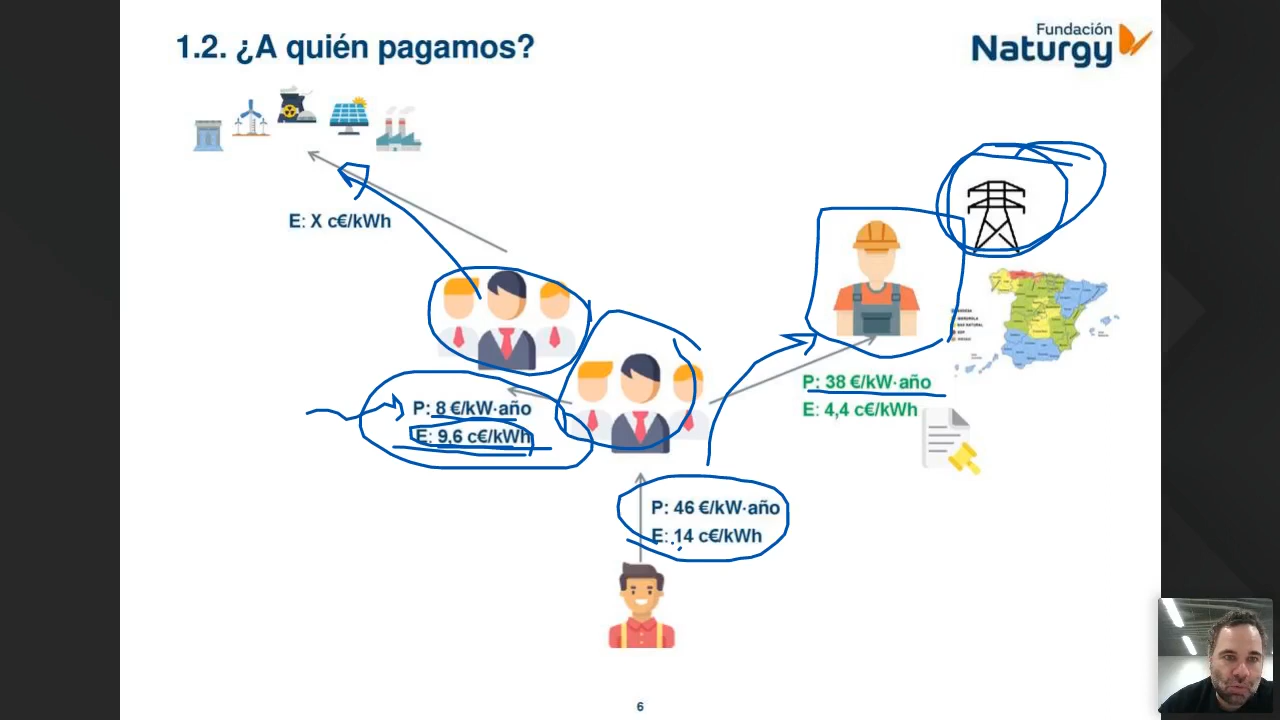 1.2. ¿A quién pagamos?
Fundación
Naturgy
E: X c€/kWh
P: 38 €/kW·año
E: 4,4 c€/kWh
P: 8 €/kW·año
E: 9,6 c€/kWh
P: 46 €/kW·año
E: 14 c€/kWh
6